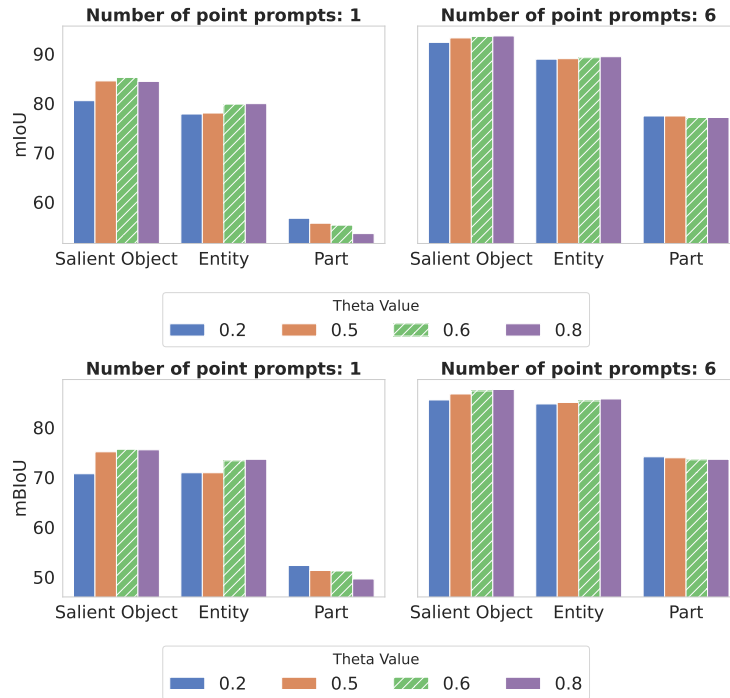 Number of point prompts: 1
Number of point prompts: 6
mIoU
90
80
70
60
Salient Object Entity Part
Salient Object Entity Part
Theta Value
0.2 0.5 0.6 0.8
Number of point prompts: 1
Number of point prompts: 6
mBIoU
80
70
60
50
Salient Object Entity Part
Salient Object Entity Part
Theta Value
0.2 0.5 0.6 0.8